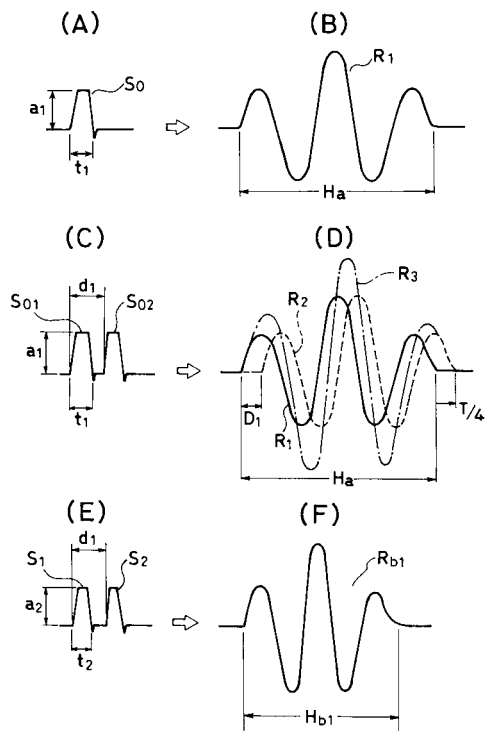 (A) (B)
S0 R1
a1
t1 Ha
(C) (D)
d1 R3
S01 S02 R2
a1
t1 D1 R1 T/4
Ha
(E) (F)
d1
S1 S2 Rb1
a2
t2 Hb1